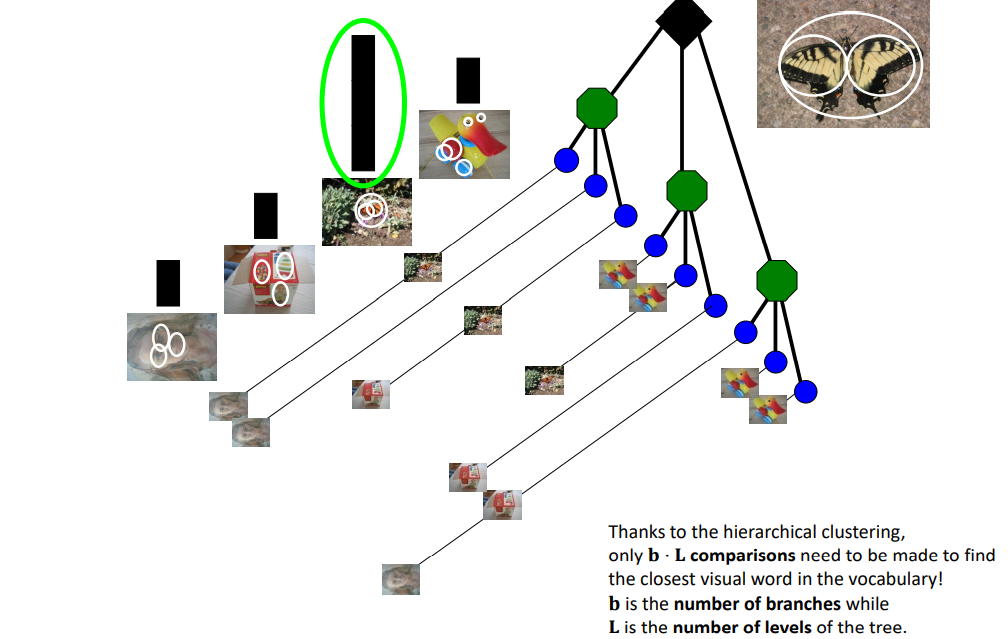 Thanks to the hierarchical clustering,
only b · L comparisons need to be made to find
the closest visual word in the vocabulary!
b is the number of branches while
L is the number of levels of the tree.